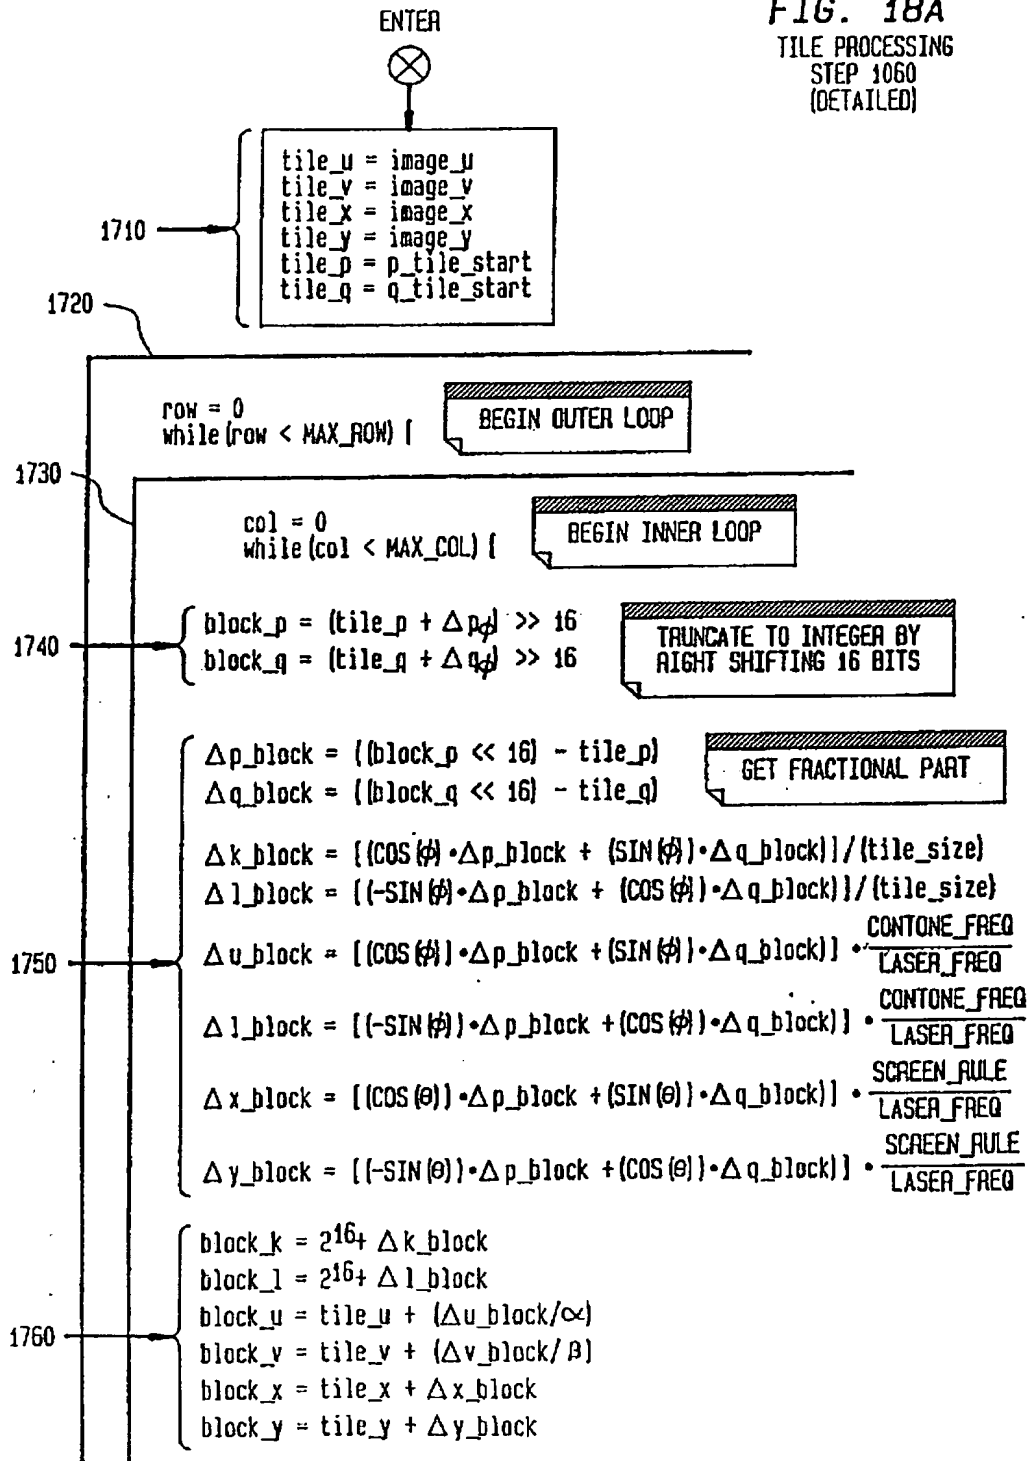 ENTER
FIG. 18A
TILE PROCESSING
STEP 1060
(DETAILED)
1710
tile_u = image_u
tile_v = image_v
tile_x = image_x
tile_y = image_y
tile_p = p_tile_start
tile_q = q_tile_start
1720
row = 0
while(row < MAX_ROW) {
BEGIN OUTER LOOP
1730
col = 0
while(col < MAX_COL) {
BEGIN INNER LOOP
1740
block_p = (tile_p + Δpϕ) >> 16
block_q = (tile_q + Δqϕ) >> 16
TRUNCATE TO INTEGER BY
RIGHT SHIFTING 16 BITS
1750
Δp_block = ((block_p << 16) - tile_p)
Δq_block = ((block_q << 16) - tile_q)
GET FRACTIONAL PART
Δk_block = [(COS(ϕ)•Δp_block + (SIN(ϕ))•Δq_block)]/(tile_size)
Δl_block = [(-SIN(ϕ)•Δp_block + (COS(ϕ))•Δq_block)]/(tile_size)
Δu_block = [(COS(ϕ))•Δp_block +(SIN(ϕ))•Δq_block)] • CONTONE_FREQ/LASER_FREQ
Δl_block = [(-SIN(ϕ))•Δp_block +(COS(ϕ))•Δq_block)] • CONTONE_FREQ/LASER_FREQ
Δx_block = [(COS(θ))•Δp_block +(SIN(θ))•Δq_block)] • SCREEN_RULE/LASER_FREQ
Δy_block = [(-SIN(θ))•Δp_block +(COS(θ))•Δq_block)] • SCREEN_RULE/LASER_FREQ
1760
block_k = 2¹⁶+ Δk_block
block_l = 2¹⁶+ Δl_block
block_u = tile_u + (Δu_block/α)
block_v = tile_v + (Δv_block/β)
block_x = tile_x + Δx_block
block_y = tile_y + Δy_block